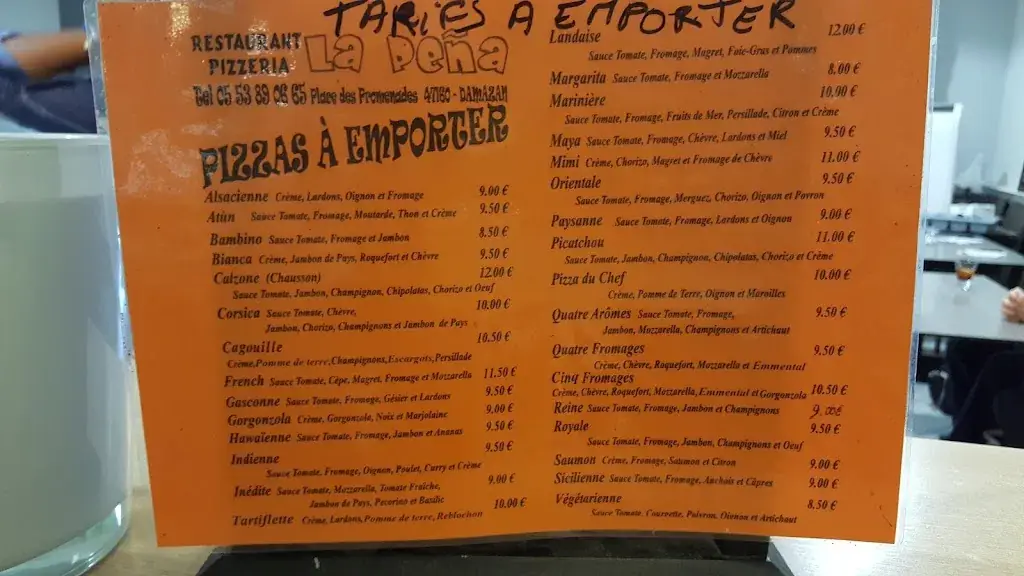 TARIFS A EMPORTER
RESTAURANT
PIZZERIA
LA PEÑA
Tel 05 53 89 06 65 Place des Promenades 47160 - DAMAZAN
PIZZAS À EMPORTER
Alsacienne Crème, Lardons, Oignon et Fromage 9.00 €
Atún Sauce Tomate, Fromage, Moutarde, Thon et Crème 9.50 €
Bambino Sauce Tomate, Fromage et Jambon 8.50 €
Bianca Crème, Jambon de Pays, Roquefort et Chèvre 9.50 €
Calzone (Chausson) 12.00 €
Sauce Tomate, Jambon, Champignon, Chipolatas, Chorizo et Oeuf
Corsica Sauce Tomate, Chèvre, 10.00 €
Jambon, Chorizo, Champignons et Jambon de Pays
Cagouille 10.50 €
Crème, Pomme de terre, Champignons, Escargots, Persillade
French Sauce Tomate, Cèpe, Magret, Fromage et Mozzarella 11.50 €
Gasconne Sauce Tomate, Fromage, Gésier et Lardons 9.50 €
Gorgonzola Crème, Gorgonzola, Noix et Marjolaine 9.00 €
Hawaïenne Sauce Tomate, Fromage, Jambon et Ananas 9.50 €
Indienne 9.50 €
Sauce Tomate, Fromage, Oignon, Poulet, Curry et Crème
Inédite Sauce Tomate, Mozzarella, Tomate Fraîche, 9.00 €
Jambon de Pays, Pecorino et Basilic
Tartiflette Crème, Lardons, Pomme de terre, Reblochon 10.00 €
Landaise 12.00 €
Sauce Tomate, Fromage, Magret, Foie-Gras et Pommes
Margarita Sauce Tomate, Fromage et Mozzarella 8.00 €
Marinière 10.00 €
Sauce Tomate, Fromage, Fruits de Mer, Persillade, Citron et Crème
Maya Sauce Tomate, Fromage, Chèvre, Lardons et Miel 9.50 €
Mimi Crème, Chorizo, Magret et Fromage de Chèvre 11.00 €
Orientale 9.50 €
Sauce Tomate, Fromage, Merguez, Chorizo, Oignon et Poivron
Paysanne Sauce Tomate, Fromage, Lardons et Oignon 9.00 €
Picatchou 11.00 €
Sauce Tomate, Jambon, Champignon, Chipolatas, Chorizo et Crème
Pizza du Chef 10.00 €
Crème, Pomme de Terre, Oignon et Maroilles
Quatre Arômes Sauce Tomate, Fromage, 9.50 €
Jambon, Mozzarella, Champignons et Artichaut
Quatre Fromages 9.50 €
Crème, Chèvre, Roquefort, Mozzarella et Emmental
Cinq Fromages
Crème, Chèvre, Roquefort, Mozzarella, Emmental et Gorgonzola 10.50 €
Reine Sauce Tomate, Fromage, Jambon et Champignons 9.00€
Royale 9.50 €
Sauce Tomate, Fromage, Jambon, Champignons et Oeuf
Saumon Crème, Fromage, Saumon et Citron 9.00 €
Sicilienne Sauce Tomate, Fromage, Anchois et Câpres 9.00 €
Végétarienne 8.50 €
Sauce Tomate, Courgette, Poivron, Oignon et Artichaut